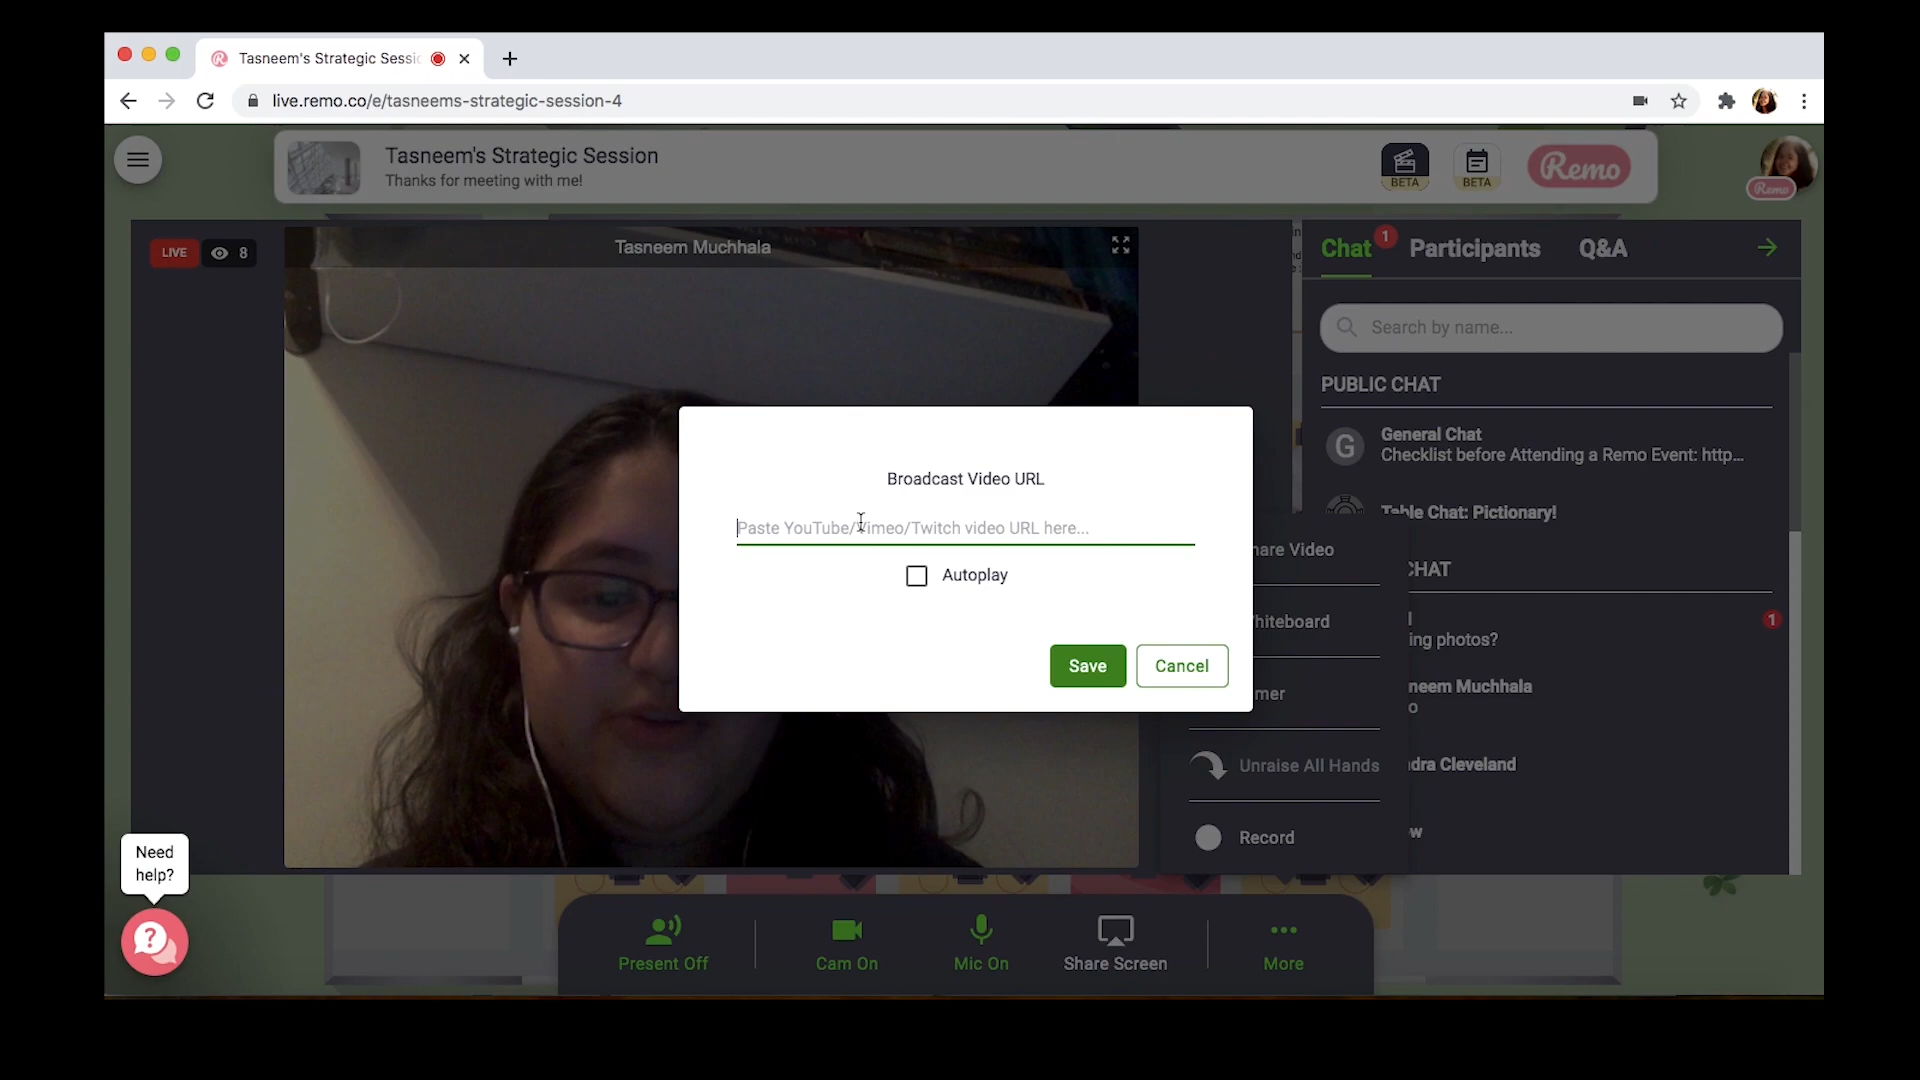 Tasneem's Strategic Sessi
live.remo.co/e/tasneems-strategic-session-4
Tasneem's Strategic Session
Thanks for meeting with me!
BETA
BETA
Remo
Remo
LIVE
8
Tasneem Muchhala
Chat
1
Participants
Q&A
Search by name...
PUBLIC CHAT
G
General Chat
Checklist before Attending a Remo Event: http...
Table Chat: Pictionary!
Broadcast Video URL
Paste YouTube/Vimeo/Twitch video URL here...
Autoplay
Save
Cancel
hare Video
hiteboard
mer
Unraise All Hands
Record
CHAT
1
ing photos?
neem Muchhala
o
dra Cleveland
w
Need
help?
Present Off
Cam On
Mic On
Share Screen
More